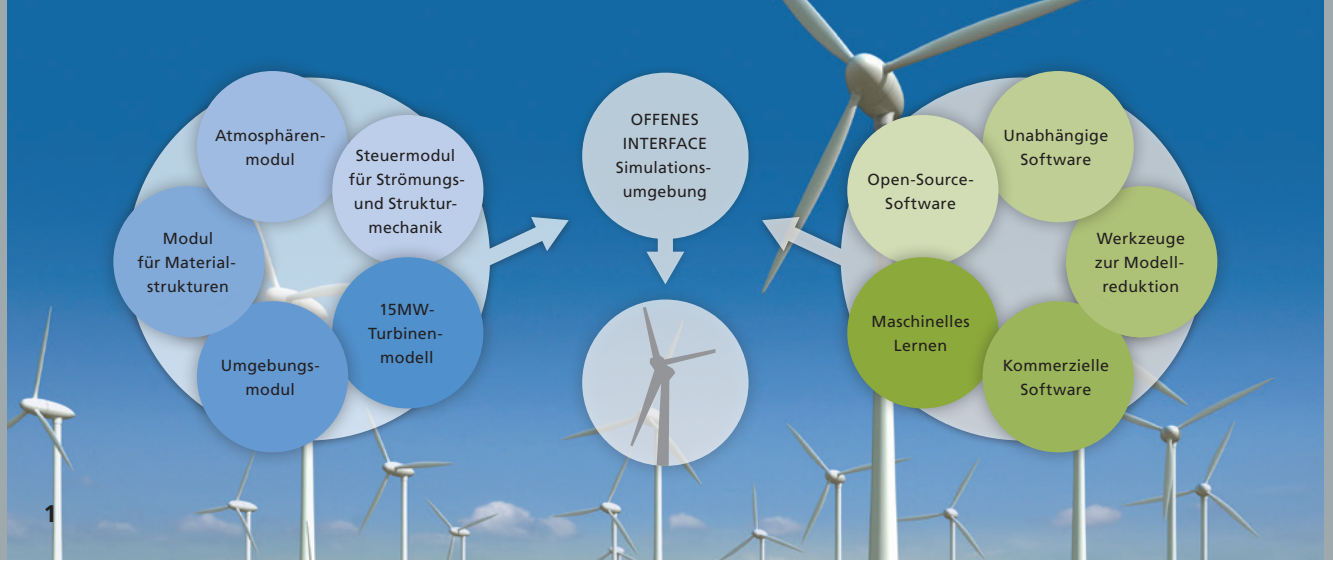 Atmosphären-
modul
Steuermodul
für Strömungs-
und Struktur-
mechanik
Modul
für Material-
strukturen
15MW-
Turbinen-
modell
Umgebungs-
modul
OFFENES
INTERFACE
Simulations-
umgebung
Unabhängige
Software
Open-Source-
Software
Werkzeuge
zur Modell-
reduktion
Maschinelles
Lernen
Kommerzielle
Software
1